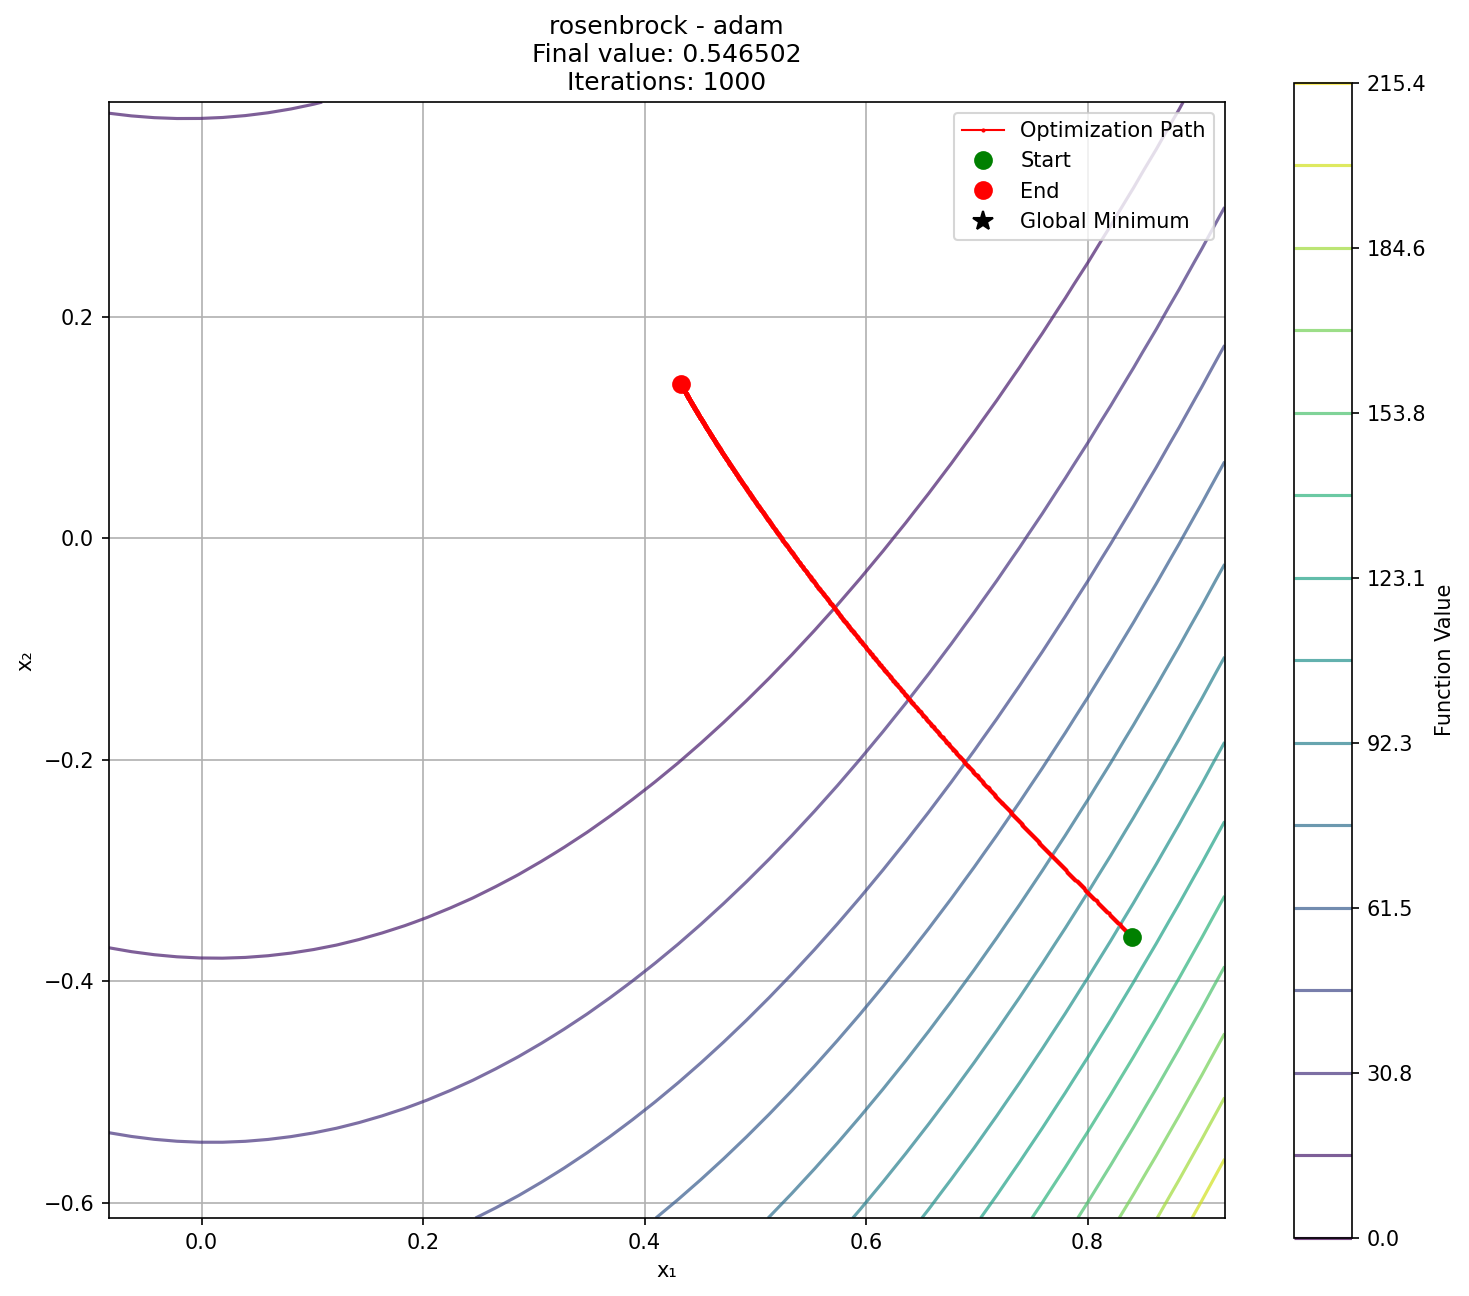 rosenbrock - adam
Final value: 0.546502
Iterations: 1000
Optimization Path
Start
End
Global Minimum
0.2
0.0
−0.2
−0.4
−0.6
x₂
0.0
0.2
0.4
0.6
0.8
x₁
215.4
184.6
153.8
123.1
92.3
61.5
30.8
0.0
Function Value